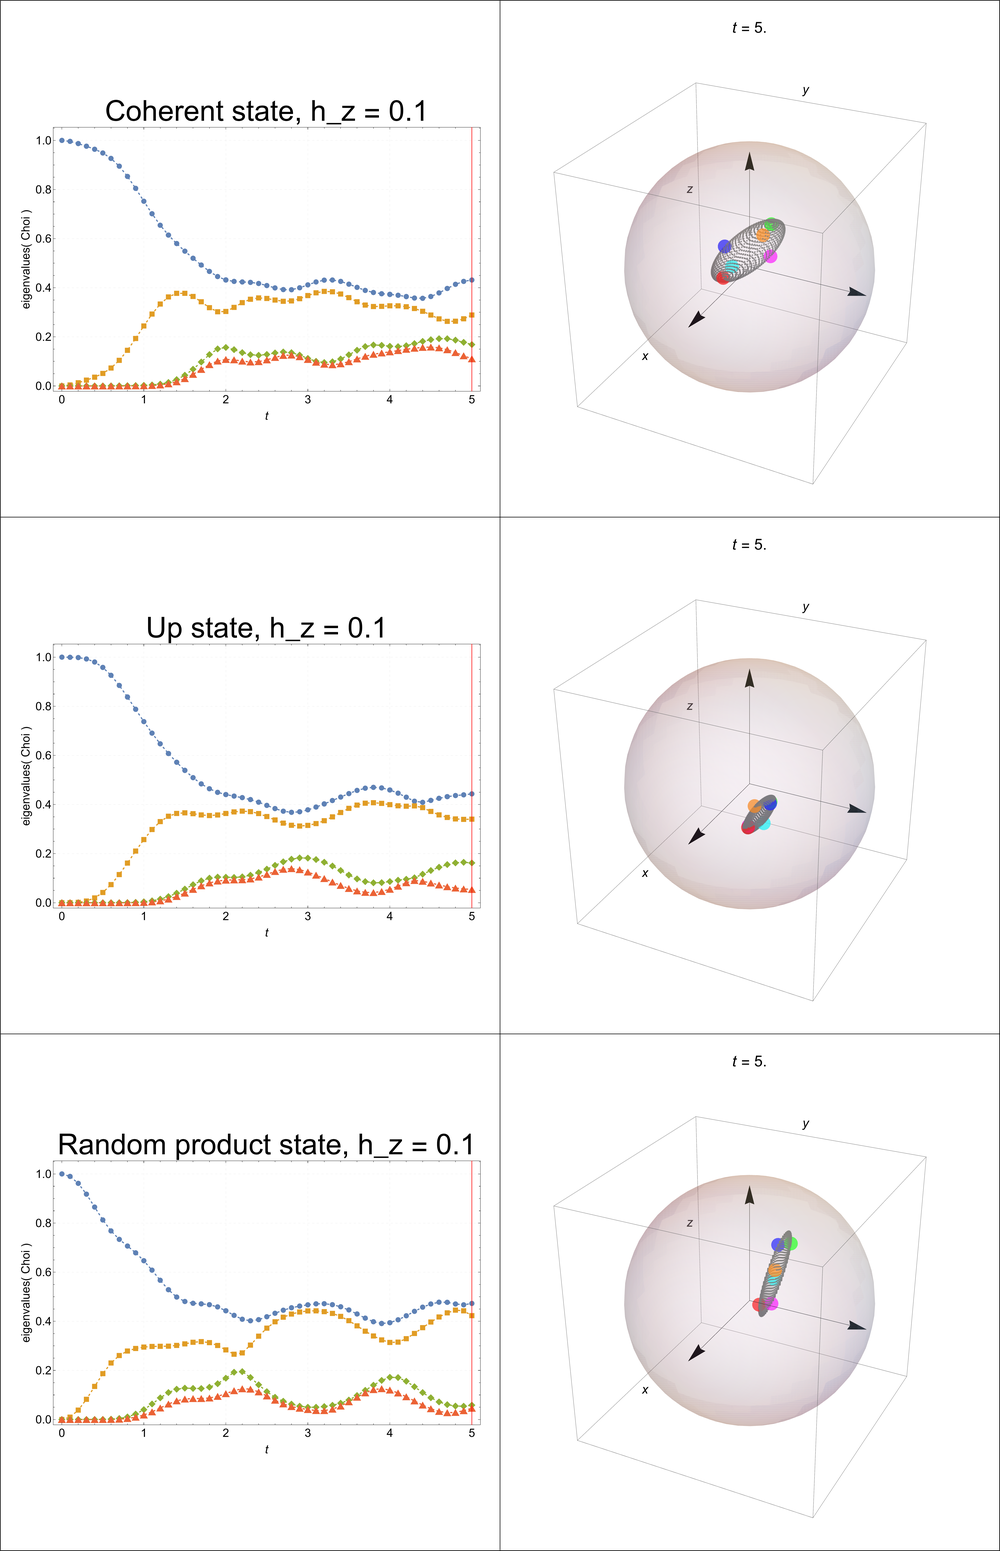 t = 5.
Coherent state, h_z = 0.1
eigenvalues( Choi )
1.0
0.8
0.6
0.4
0.2
0.0
0 1 2 3 4 5
t
y
z
x
t = 5.
Up state, h_z = 0.1
eigenvalues( Choi )
1.0
0.8
0.6
0.4
0.2
0.0
0 1 2 3 4 5
t
y
z
x
t = 5.
Random product state, h_z = 0.1
eigenvalues( Choi )
1.0
0.8
0.6
0.4
0.2
0.0
0 1 2 3 4 5
t
y
z
x